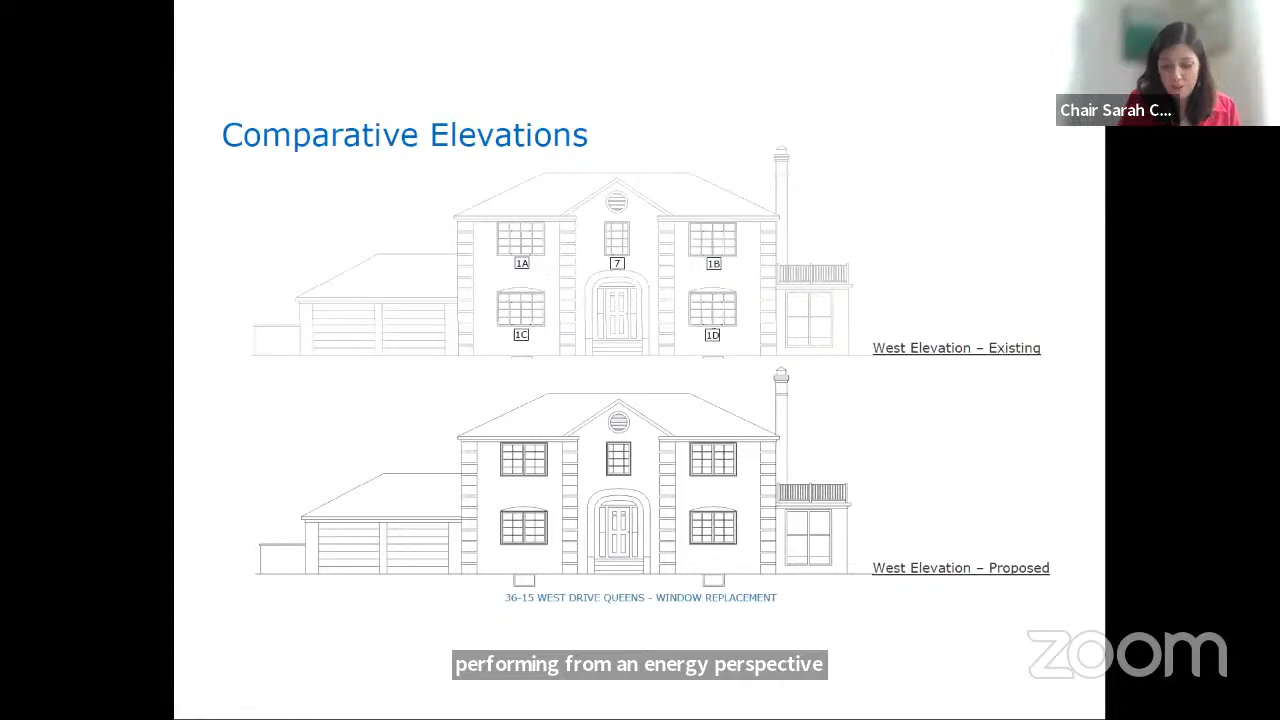 Chair Sarah C...
Comparative Elevations
1A
7
1B
1C
1D
West Elevation – Existing
West Elevation – Proposed
36-15 WEST DRIVE QUEENS - WINDOW REPLACEMENT
performing from an energy perspective
zoom